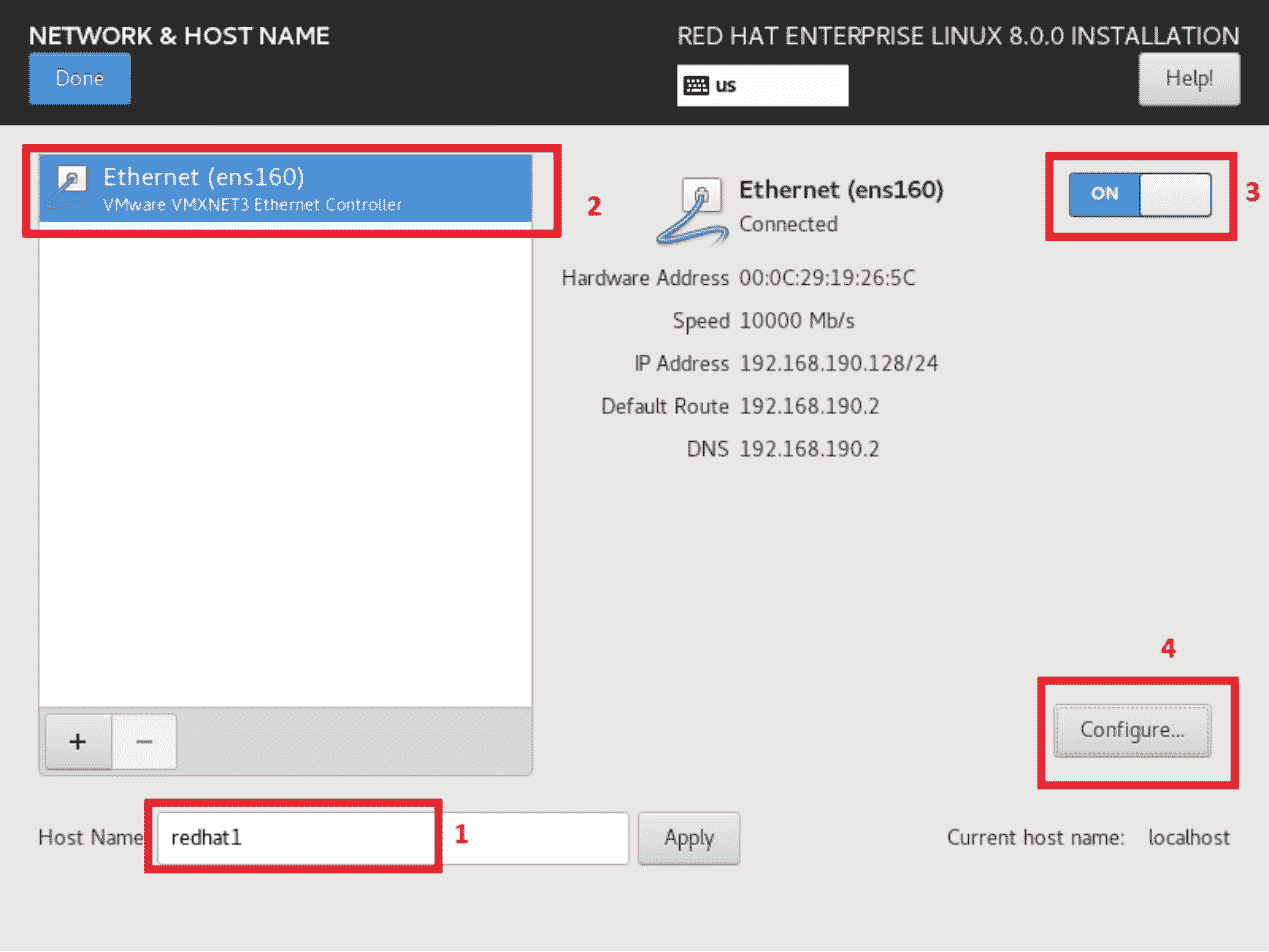 NETWORK & HOST NAME
RED HAT ENTERPRISE LINUX 8.0.0 INSTALLATION
Done
us
Help!
Ethernet (ens160)
VMware VMXNET3 Ethernet Controller
2
Ethernet (ens160)
Connected
ON
3
Hardware Address 00:0C:29:19:26:5C
Speed 10000 Mb/s
IP Address 192.168.190.128/24
Default Route 192.168.190.2
DNS 192.168.190.2
4
Configure...
+ −
Host Name redhat1 1 Apply Current host name: localhost